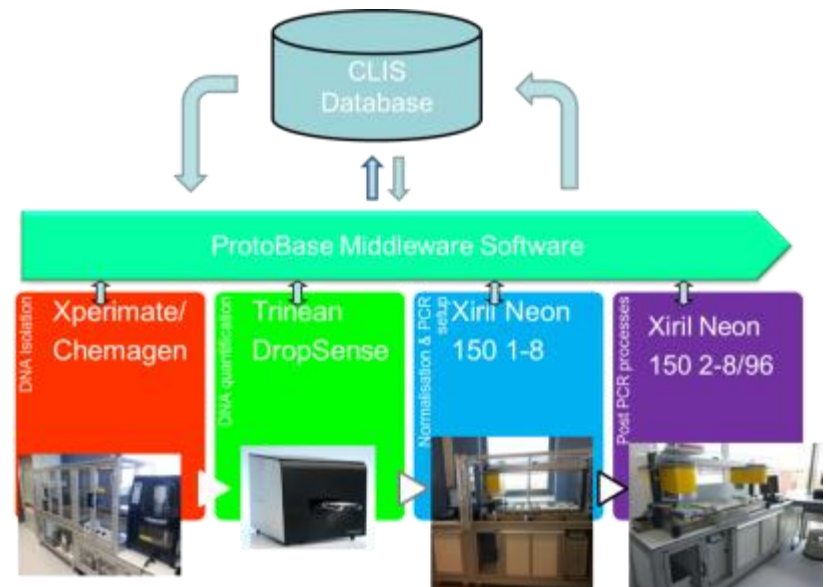 CLIS
Database
ProtoBase Middleware Software
DNA Isolation
Xperimate/
Chemagen
DNA quantification
Trinean
DropSense
Normalisation & PCR
setup
Xiril Neon
150 1-8
Post PCR processes
Xiril Neon
150 2-8/96